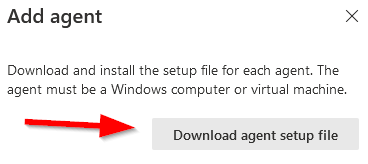 Add agent
Download and install the setup file for each agent. The
agent must be a Windows computer or virtual machine.
Download agent setup file